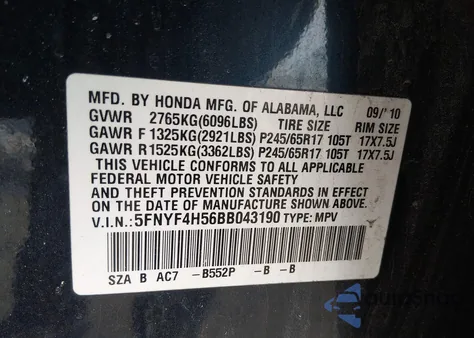 MFD. BY HONDA MFG. OF ALABAMA, LLC 09/'10
GVWR 2765KG(6096LBS) TIRE SIZE RIM SIZE
GAWR F 1325KG(2921LBS) P245/65R17 105T 17X7.5J
GAWR R1525KG(3362LBS) P245/65R17 105T 17X7.5J
THIS VEHICLE CONFORMS TO ALL APPLICABLE
FEDERAL MOTOR VEHICLE SAFETY
AND THEFT PREVENTION STANDARDS IN EFFECT
ON THE DATE OF MANUFACTURE SHOWN ABOVE.
V.I.N.: 5FNYF4H56BB043190 TYPE: MPV
SZA B AC7 -B552P -B -B